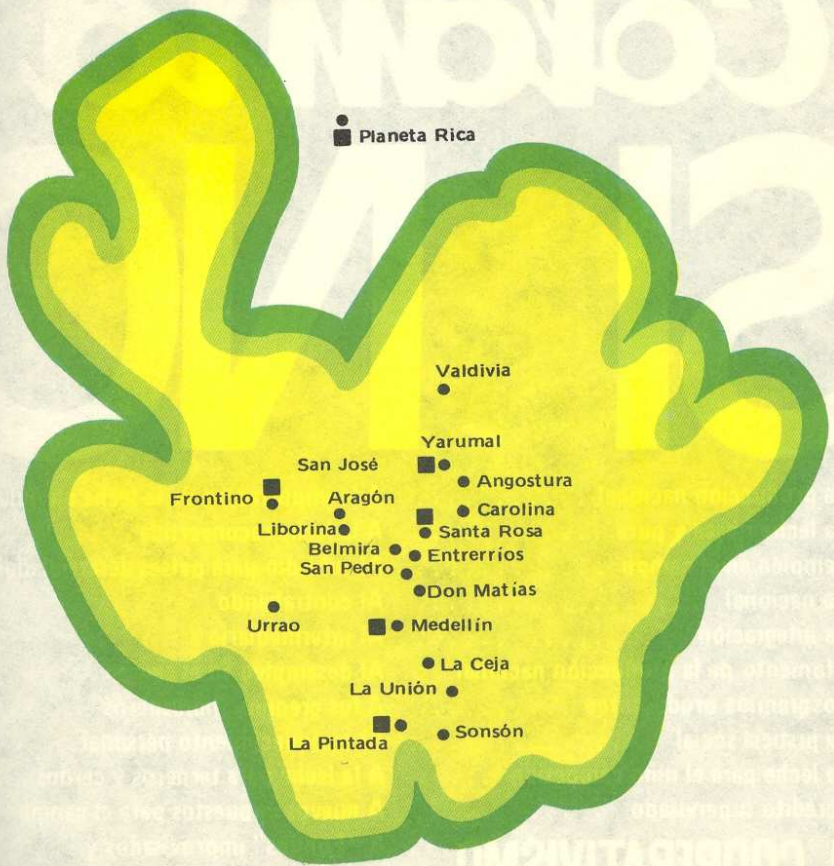 Planeta Rica
Valdivia
Yarumal
San José
Angostura
Frontino
Aragón
Carolina
Liborina
Santa Rosa
Belmira
Entrerríos
San Pedro
Don Matías
Urrao
Medellín
La Ceja
La Unión
La Pintada
Sonsón